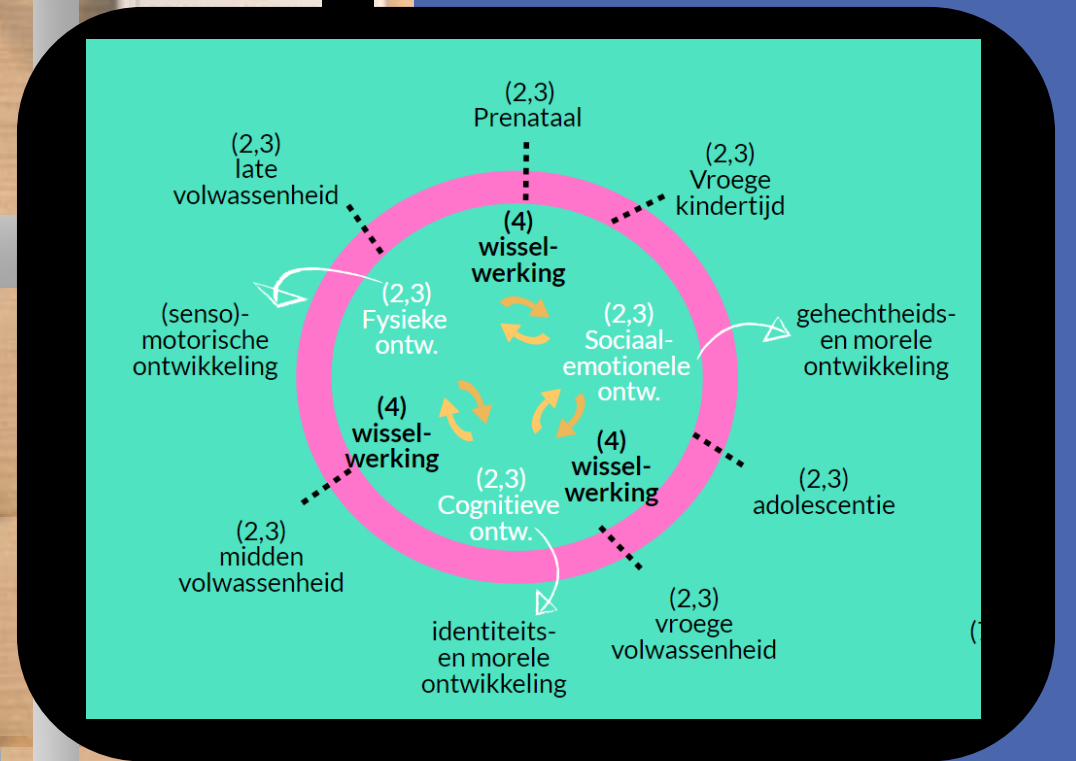 (2,3)
Prenataal
(2,3)
late
volwassenheid
(2,3)
Vroege
kindertijd
(4)
wissel-
werking
(2,3)
Fysieke
ontw.
(senso)-
motorische
ontwikkeling
(2,3)
Sociaal-
emotionele
ontw.
gehechtheids-
en morele
ontwikkeling
(4)
wissel-
werking
(4)
wissel-
werking
(2,3)
Cognitieve
ontw.
(2,3)
adolescentie
(2,3)
midden
volwassenheid
(2,3)
vroege
volwassenheid
identiteits-
en morele
ontwikkeling